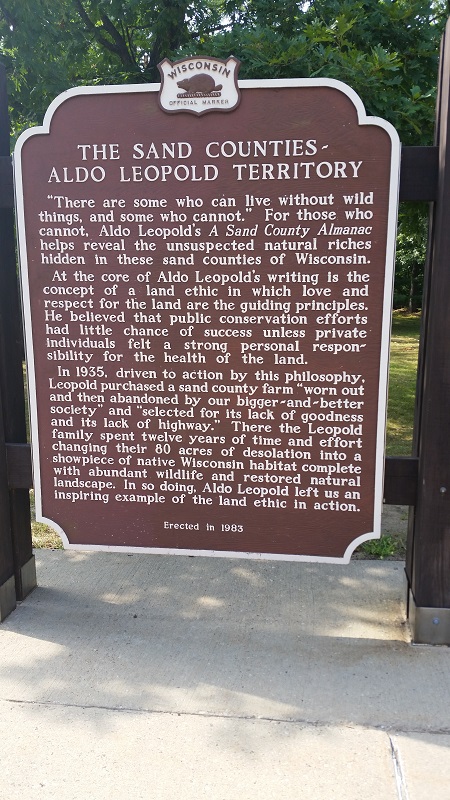 WISCONSIN
OFFICIAL MARKER
THE SAND COUNTIES-
ALDO LEOPOLD TERRITORY
"There are some who can live without wild
things, and some who cannot." For those who
cannot, Aldo Leopold's A Sand County Almanac
helps reveal the unsuspected natural riches
hidden in these sand counties of Wisconsin.
At the core of Aldo Leopold's writing is the
concept of a land ethic in which love and
respect for the land are the guiding principles.
He believed that public conservation efforts
had little chance of success unless private
individuals felt a strong personal respon-
sibility for the health of the land.
In 1935, driven to action by this philosophy,
Leopold purchased a sand county farm "worn out
and then abandoned by our bigger-and-better
society" and "selected for its lack of goodness
and its lack of highway." There the Leopold
family spent twelve years of time and effort
changing their 80 acres of desolation into a
showpiece of native Wisconsin habitat complete
with abundant wildlife and restored natural
landscape. In so doing, Aldo Leopold left us an
inspiring example of the land ethic in action.
Erected in 1983